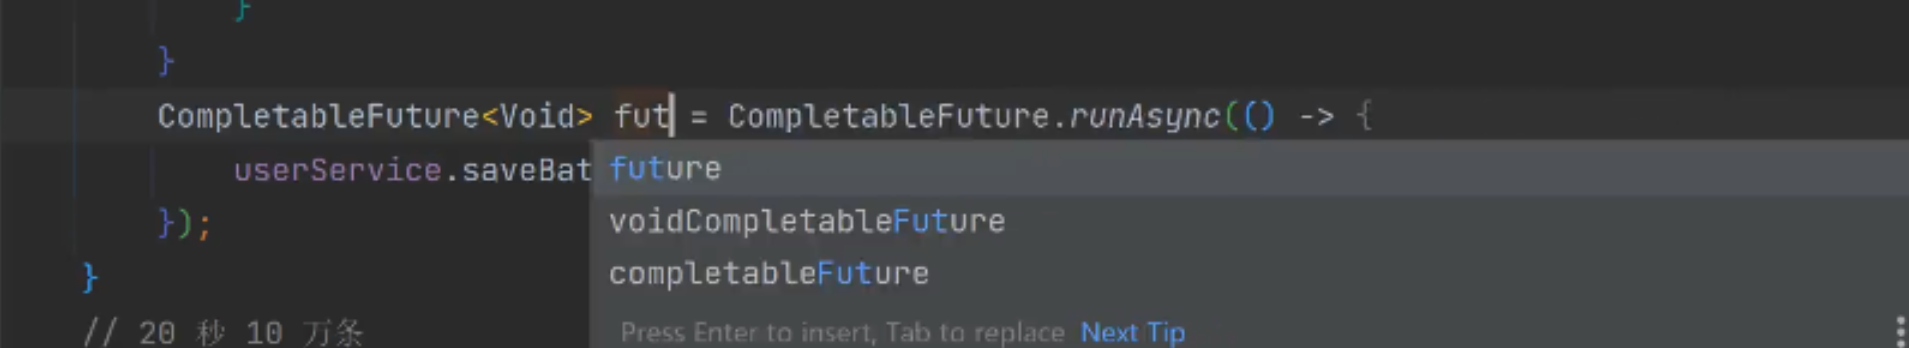 }
}
CompletableFuture<Void> fut = CompletableFuture.runAsync(() -> {
userService.saveBat
future
voidCompletableFuture
});
completableFuture
}
// 20 秒 10 万条
Press Enter to insert, Tab to replace Next Tip